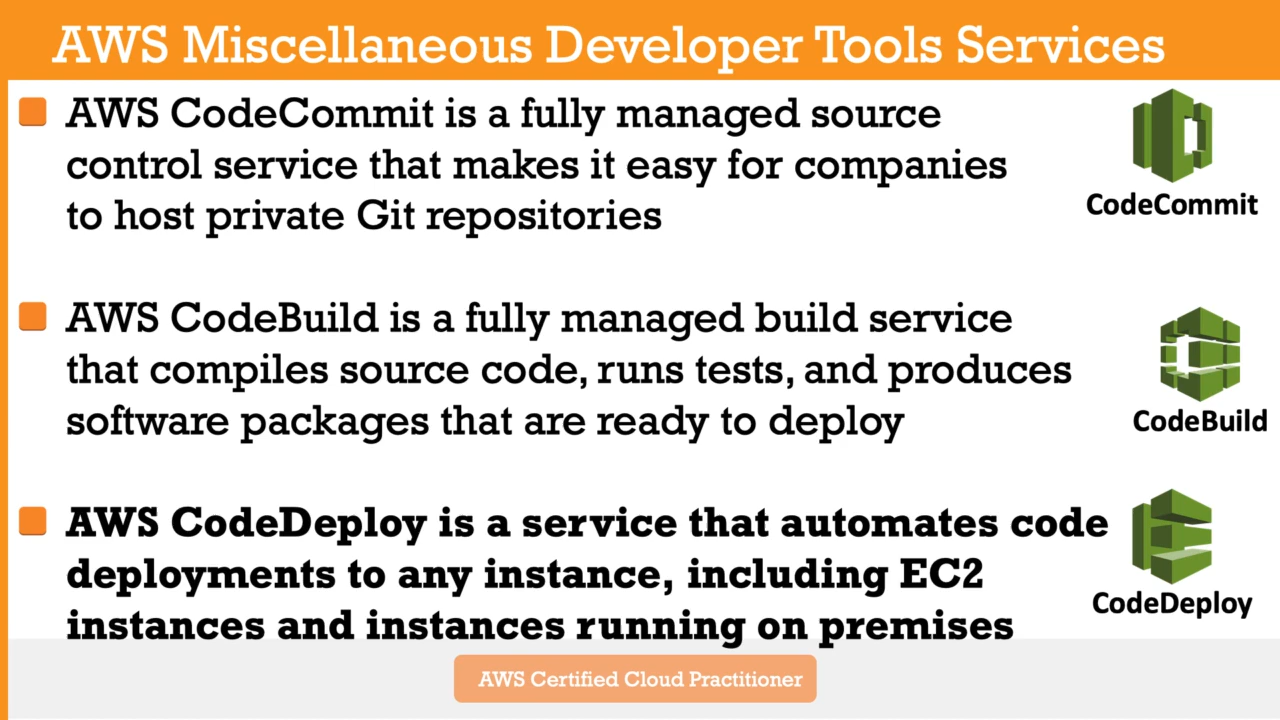 AWS Miscellaneous Developer Tools Services
AWS CodeCommit is a fully managed source
control service that makes it easy for companies
to host private Git repositories
CodeCommit
AWS CodeBuild is a fully managed build service
that compiles source code, runs tests, and produces
software packages that are ready to deploy
CodeBuild
AWS CodeDeploy is a service that automates code
deployments to any instance, including EC2
instances and instances running on premises
CodeDeploy
AWS Certified Cloud Practitioner